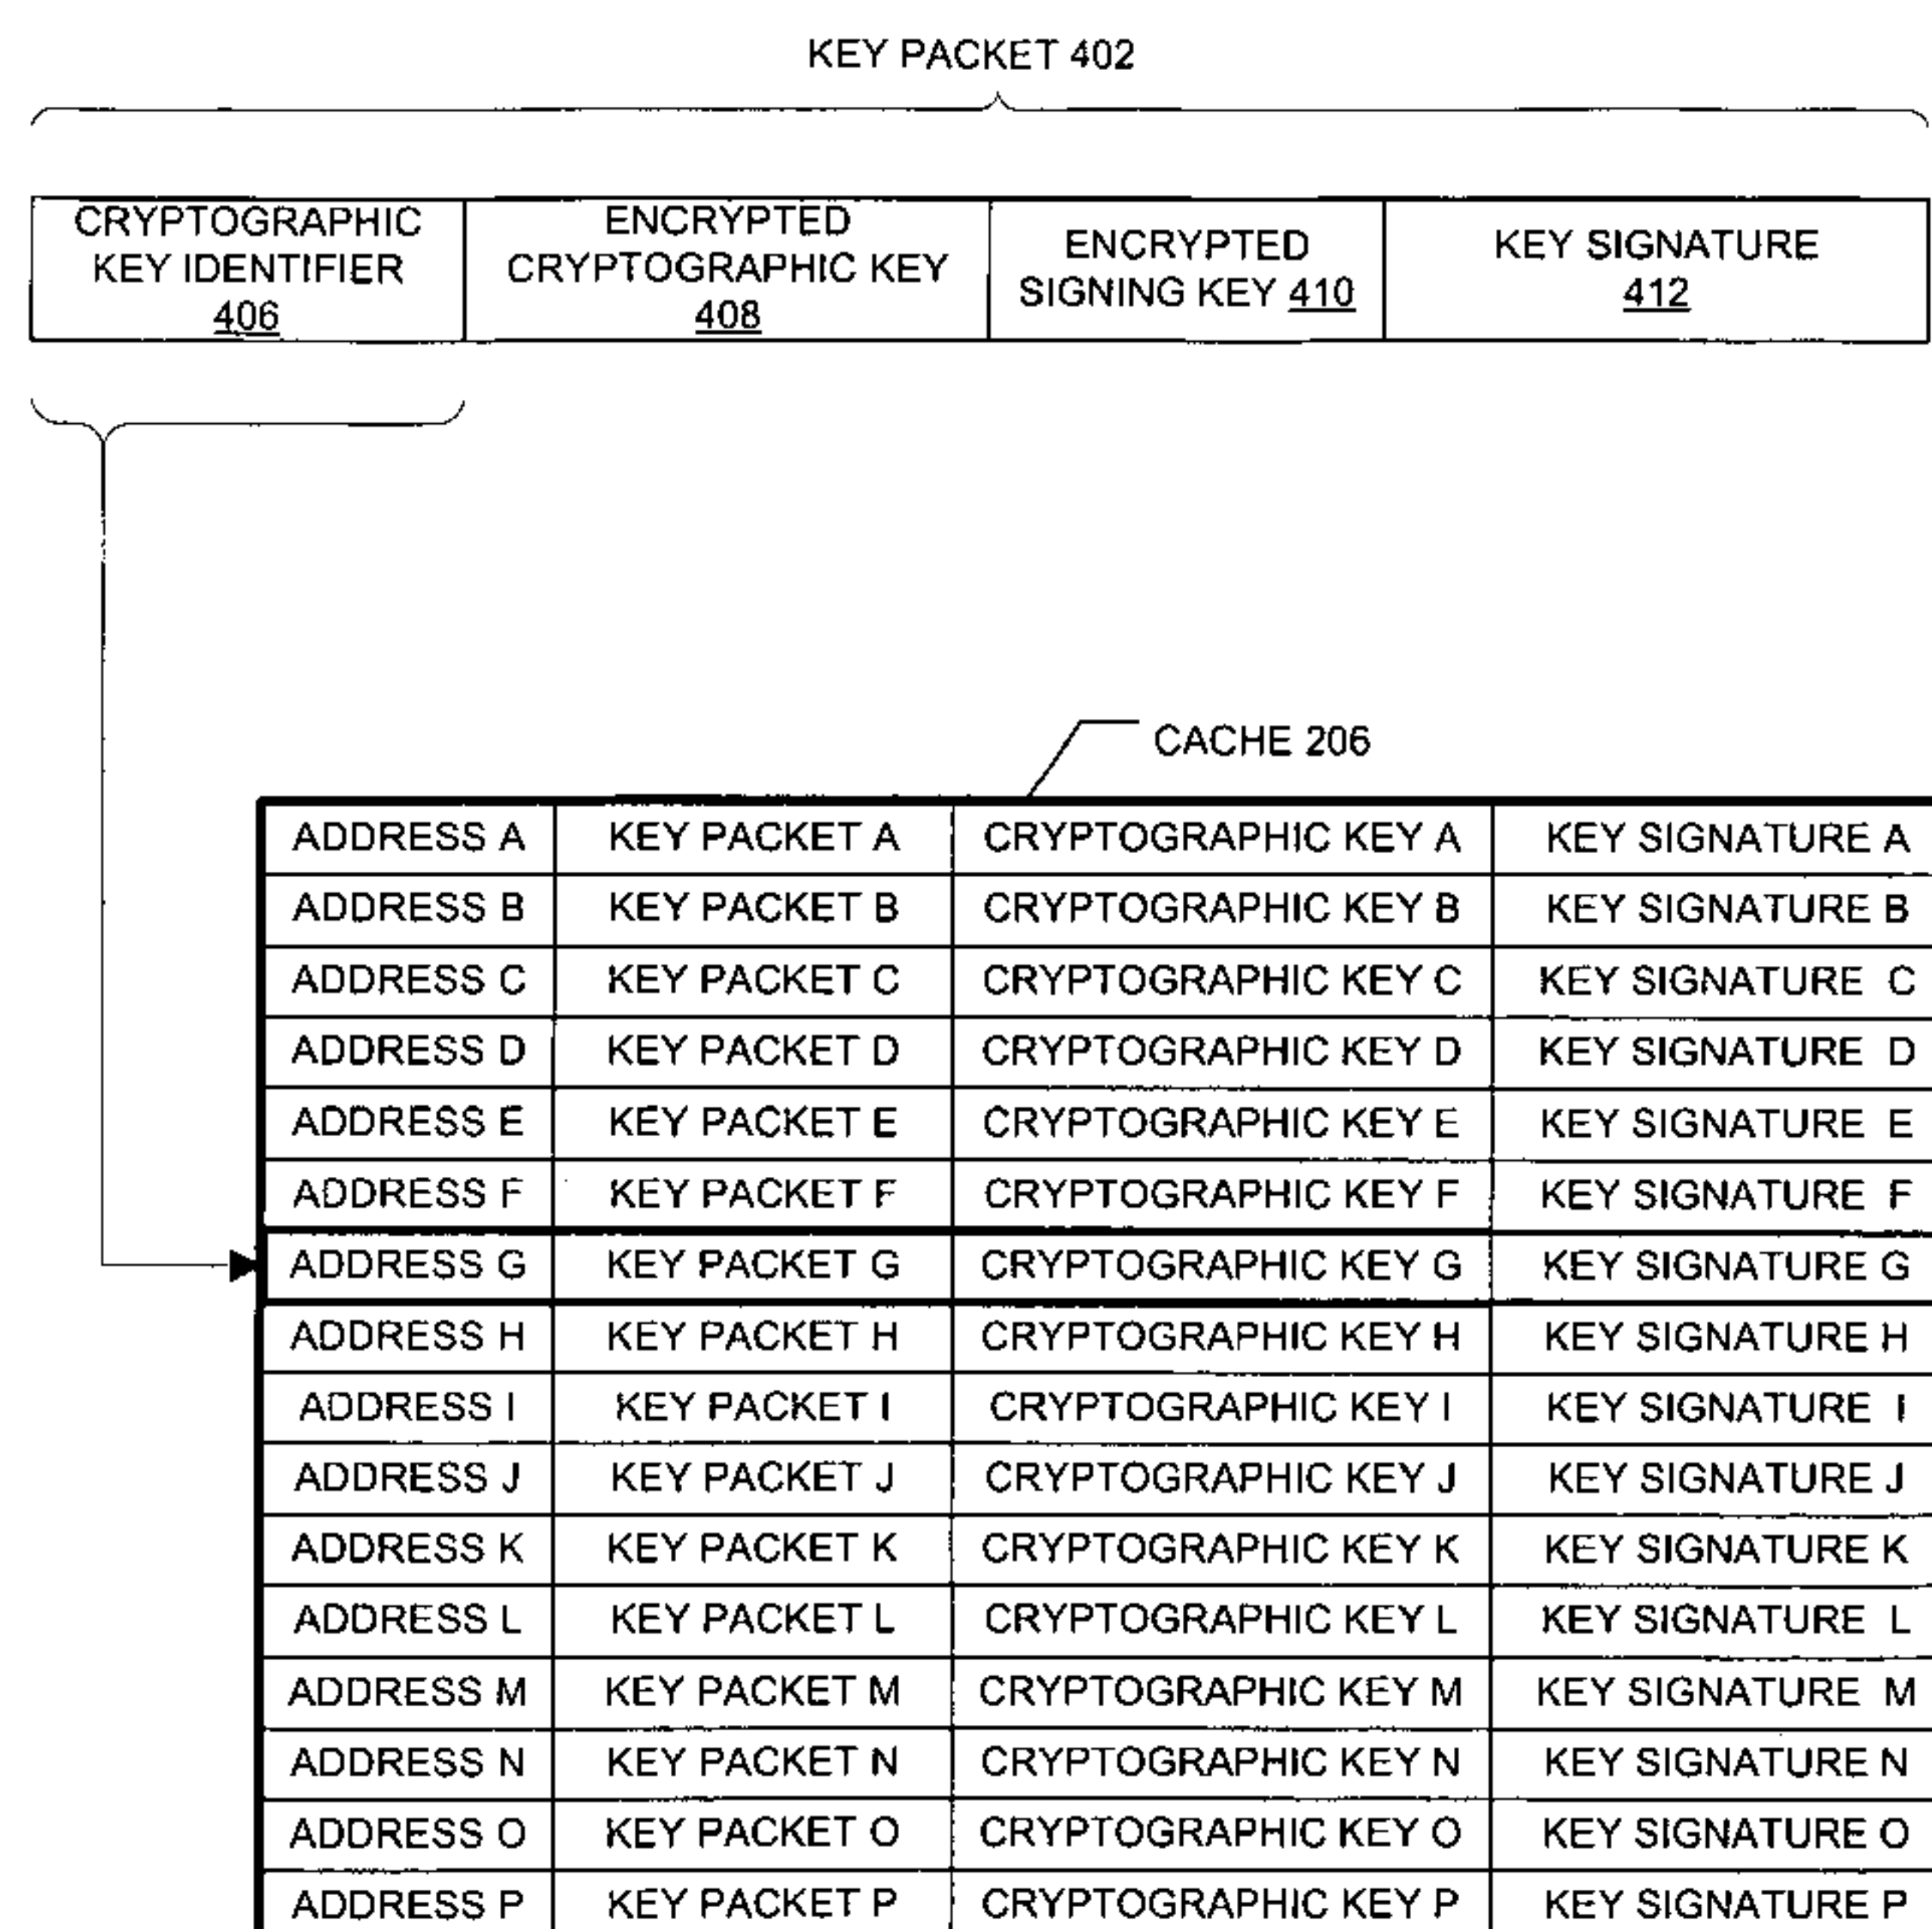 KEY PACKET 402
CRYPTOGRAPHIC
KEY IDENTIFIER
406
ENCRYPTED
CRYPTOGRAPHIC KEY
408
ENCRYPTED
SIGNING KEY 410
KEY SIGNATURE
412
CACHE 206
ADDRESS A KEY PACKET A CRYPTOGRAPHIC KEY A KEY SIGNATURE A
ADDRESS B KEY PACKET B CRYPTOGRAPHIC KEY B KEY SIGNATURE B
ADDRESS C KEY PACKET C CRYPTOGRAPHIC KEY C KEY SIGNATURE C
ADDRESS D KEY PACKET D CRYPTOGRAPHIC KEY D KEY SIGNATURE D
ADDRESS E KEY PACKET E CRYPTOGRAPHIC KEY E KEY SIGNATURE E
ADDRESS F KEY PACKET F CRYPTOGRAPHIC KEY F KEY SIGNATURE F
ADDRESS G KEY PACKET G CRYPTOGRAPHIC KEY G KEY SIGNATURE G
ADDRESS H KEY PACKET H CRYPTOGRAPHIC KEY H KEY SIGNATURE H
ADDRESS I KEY PACKET I CRYPTOGRAPHIC KEY I KEY SIGNATURE I
ADDRESS J KEY PACKET J CRYPTOGRAPHIC KEY J KEY SIGNATURE J
ADDRESS K KEY PACKET K CRYPTOGRAPHIC KEY K KEY SIGNATURE K
ADDRESS L KEY PACKET L CRYPTOGRAPHIC KEY L KEY SIGNATURE L
ADDRESS M KEY PACKET M CRYPTOGRAPHIC KEY M KEY SIGNATURE M
ADDRESS N KEY PACKET N CRYPTOGRAPHIC KEY N KEY SIGNATURE N
ADDRESS O KEY PACKET O CRYPTOGRAPHIC KEY O KEY SIGNATURE O
ADDRESS P KEY PACKET P CRYPTOGRAPHIC KEY P KEY SIGNATURE P